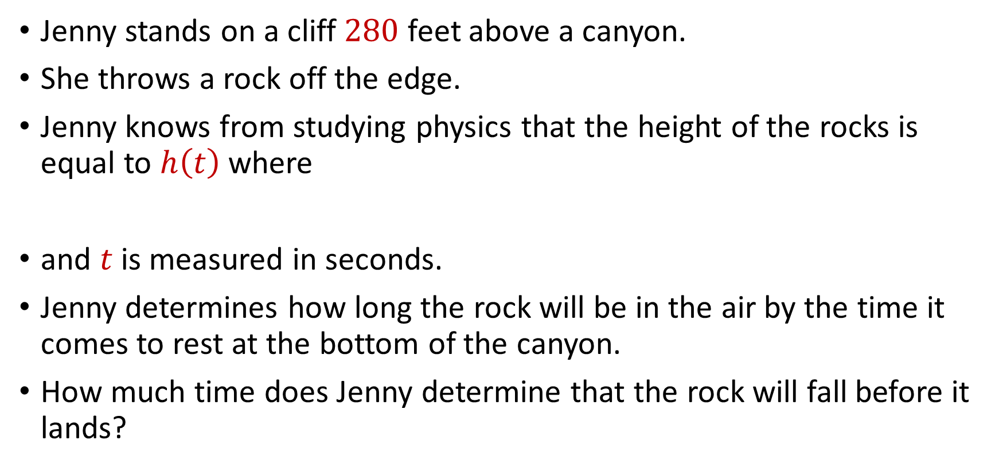 • Jenny stands on a cliff 280 feet above a canyon.
• She throws a rock off the edge.
• Jenny knows from studying physics that the height of the rocks is
equal to h(t) where
• and t is measured in seconds.
• Jenny determines how long the rock will be in the air by the time it
comes to rest at the bottom of the canyon.
• How much time does Jenny determine that the rock will fall before it
lands?